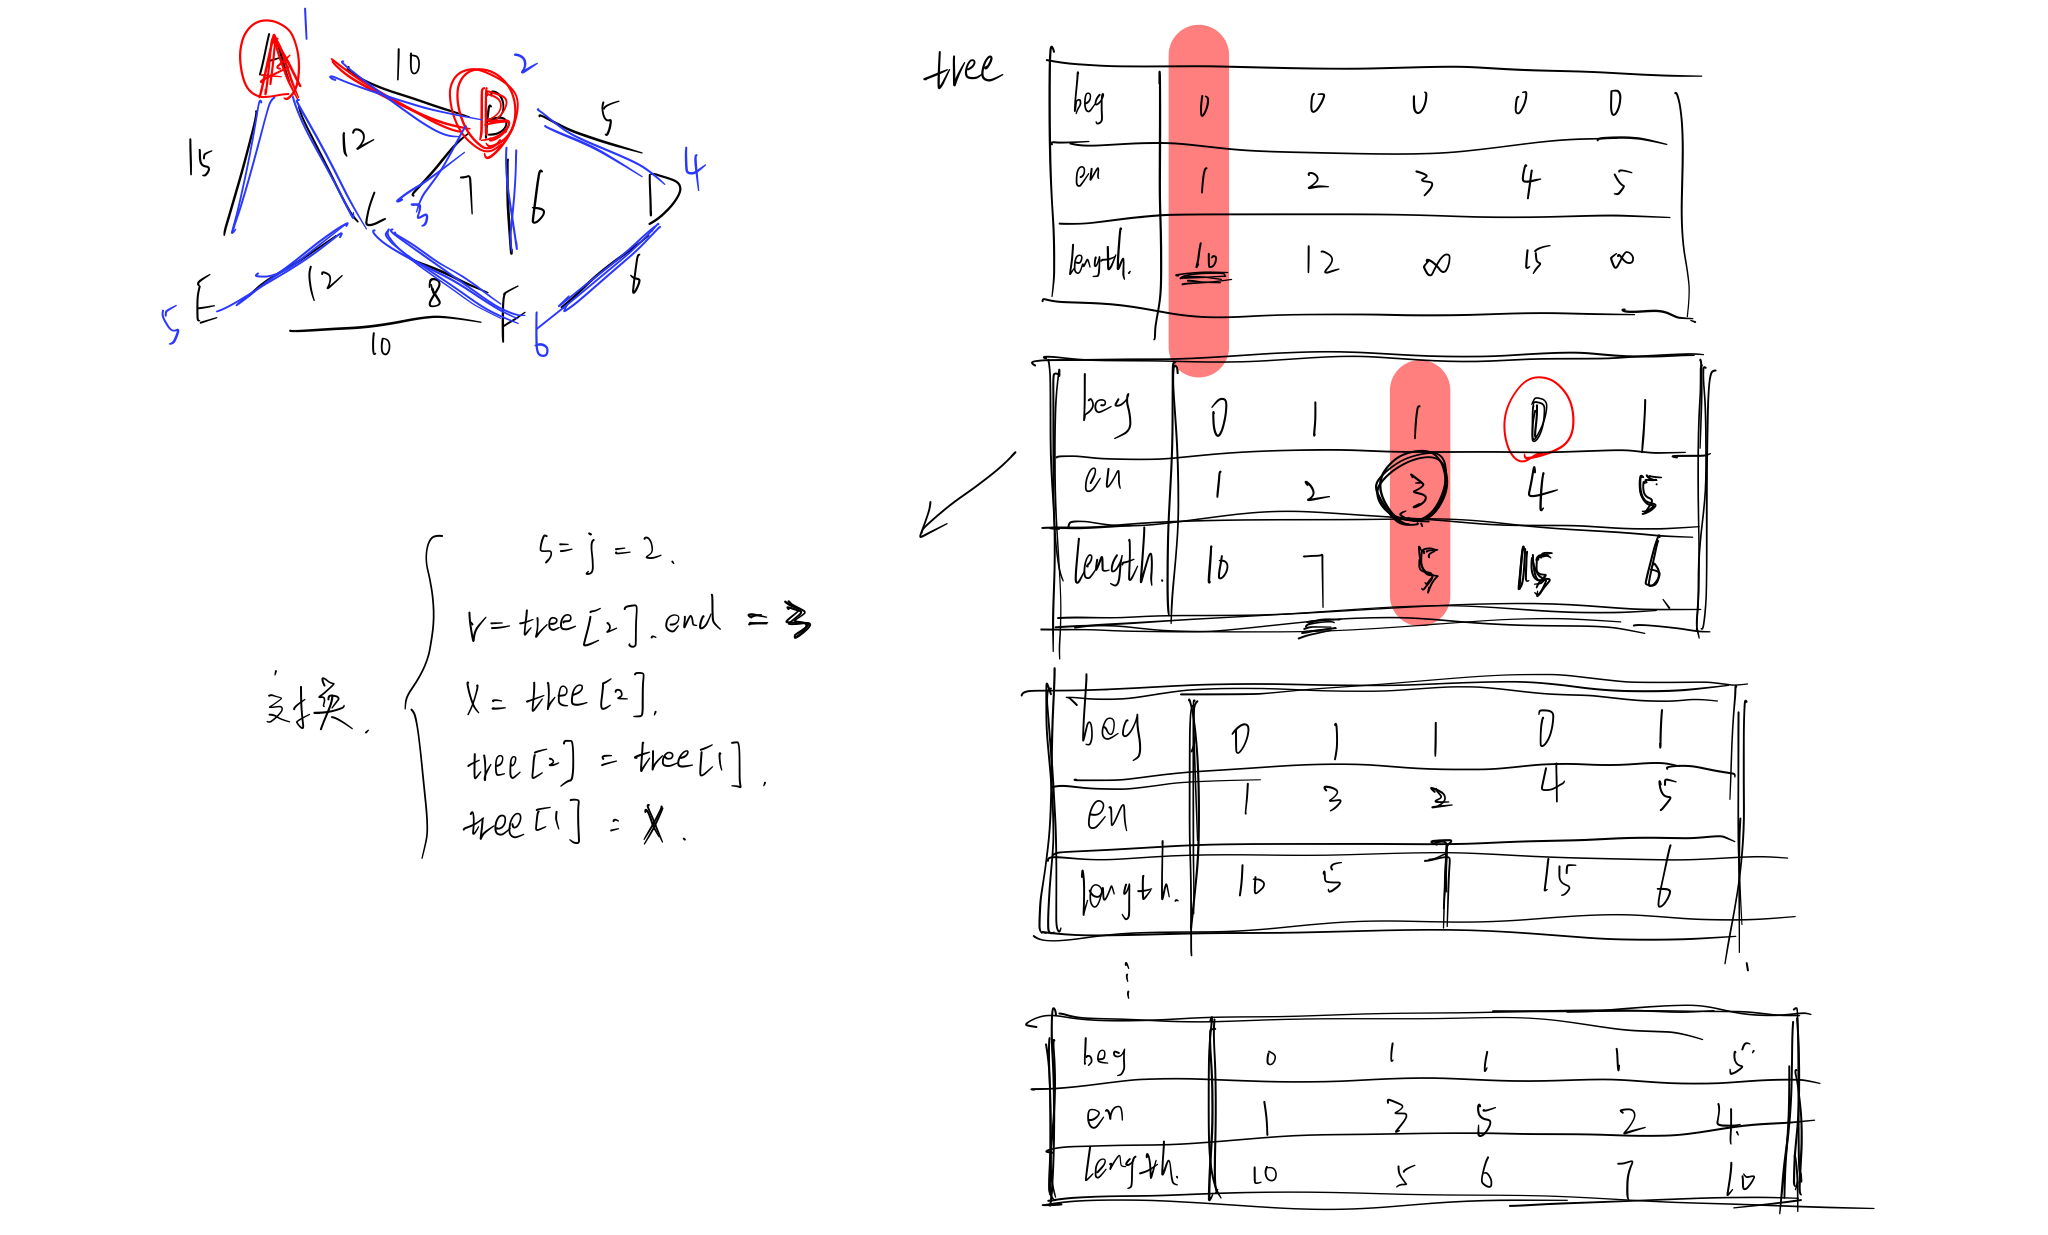 A 1
10
B 2
5
15
12
C 3
7
6
D 4
E 5
12
8
F 6
6
10
tree
beg 0 0 0 0 0
en 1 2 3 4 5
length. 10 12 ∞ 15 ∞
beg 0 1 1 0 1
en 1 2 3 4 5
length. 10 7 5 15 6
s=j=2.
r=tree[2].end = 3
x=tree[2].
tree[2]=tree[1].
tree[1]=x.
对换.
beg 0 1 1 0 1
en 1 3 2 4 5
length. 10 5 7 15 6
⋮
beg 0 1 1 1 5
en 1 3 5 2 4
length. 10 5 6 7 10